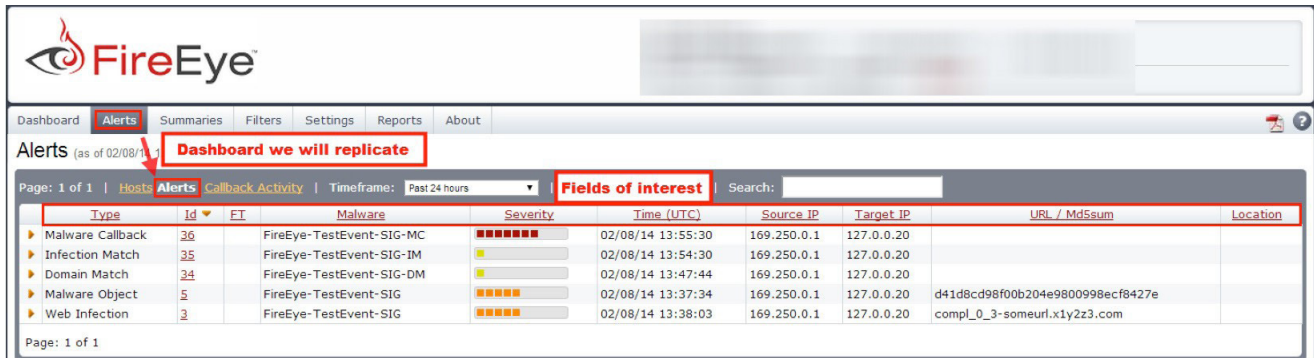 FireEye™
Dashboard Alerts Summaries Filters Settings Reports About
Alerts (as of 02/08/14 1
Dashboard we will replicate
Page: 1 of 1 | Hosts Alerts Callback Activity | Timeframe: Past 24 hours | Fields of interest | Search:
Type Id FT Malware Severity Time (UTC) Source IP Target IP URL / Md5sum Location
Malware Callback 36 FireEye-TestEvent-SIG-MC 02/08/14 13:55:30 169.250.0.1 127.0.0.20
Infection Match 35 FireEye-TestEvent-SIG-IM 02/08/14 13:54:30 169.250.0.1 127.0.0.20
Domain Match 34 FireEye-TestEvent-SIG-DM 02/08/14 13:47:44 169.250.0.1 127.0.0.20
Malware Object 5 FireEye-TestEvent-SIG 02/08/14 13:37:34 169.250.0.1 127.0.0.20 d41d8cd98f00b204e9800998ecf8427e
Web Infection 3 FireEye-TestEvent-SIG 02/08/14 13:38:03 169.250.0.1 127.0.0.20 compl_0_3-someurl.x1y2z3.com
Page: 1 of 1